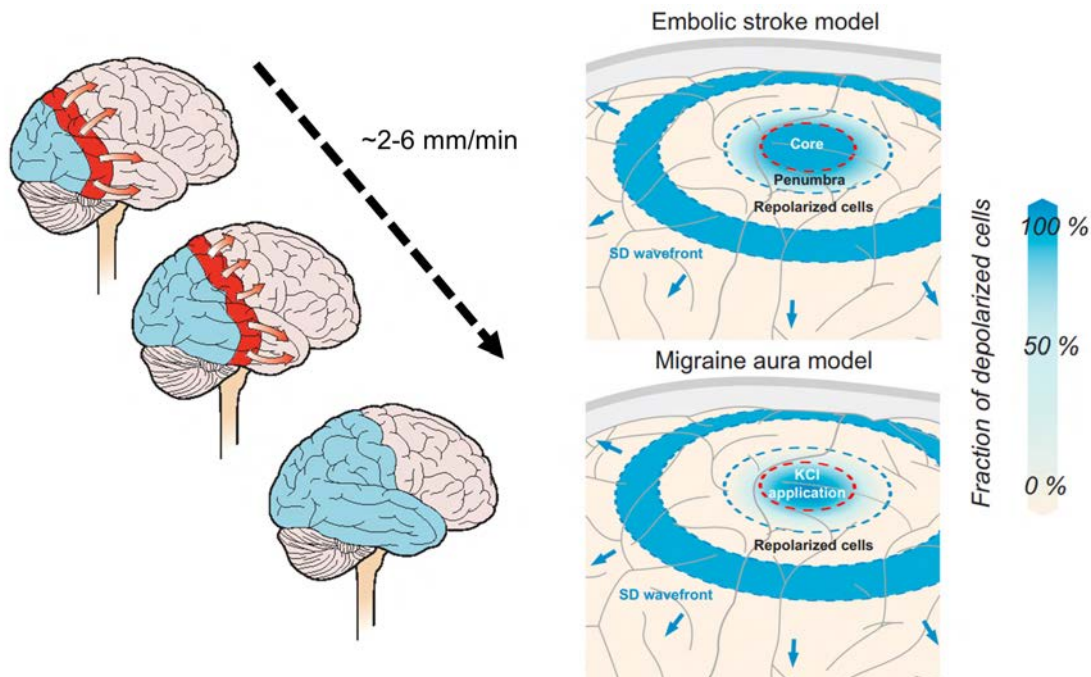 ~2-6 mm/min
Embolic stroke model
Core
Penumbra
Repolarized cells
SD wavefront
Migraine aura model
KCl
application
Repolarized cells
SD wavefront
Fraction of depolarized cells
100 %
50 %
0 %